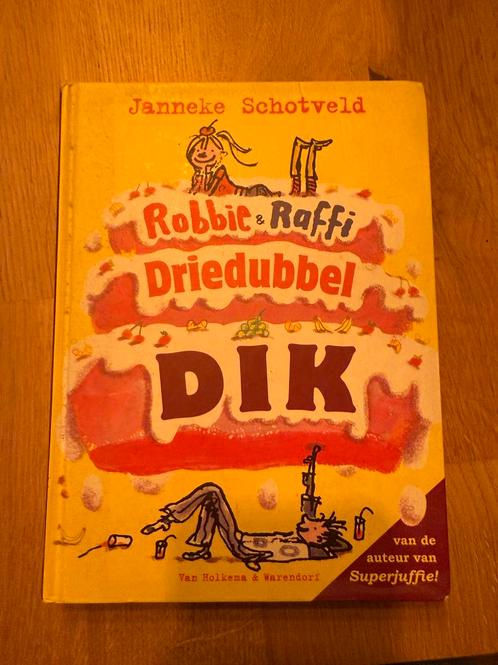 Janneke Schotveld
Robbie & Raffi
Driedubbel
DIK
van de
auteur van
Superjuffie!
Van Holkema & Warendorf